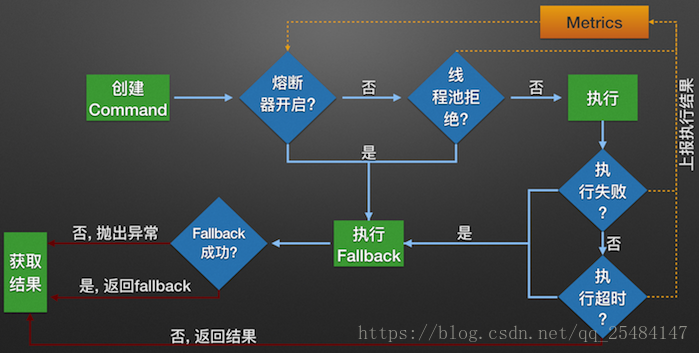 Metrics
创建
Command
熔断
器开启?
否
线
程池拒
绝?
否
执行
上报执行结果
是
执
行失败
?
Fallback
成功?
否, 抛出异常
执行
Fallback
是
否
获取
结果
是, 返回fallback
执
行超时
?
否, 返回结果
https://blog.csdn.net/qq_25484147